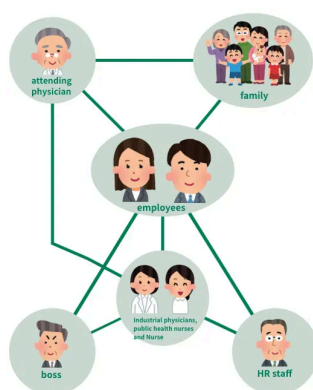 attending
physician
family
employees
Industrial physicians,
public health nurses
and Nurse
boss
HR staff